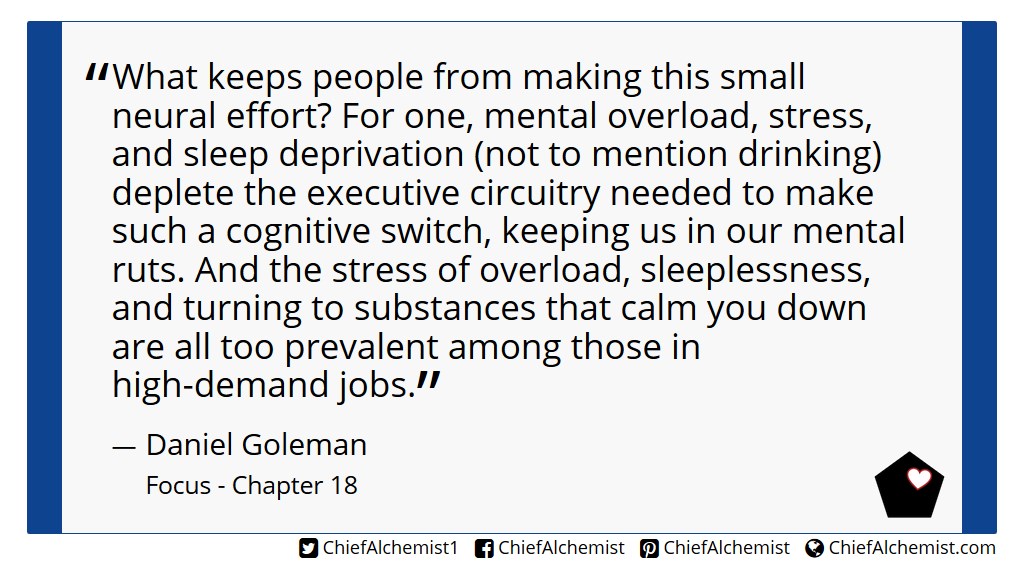 “What keeps people from making this small
neural effort? For one, mental overload, stress,
and sleep deprivation (not to mention drinking)
deplete the executive circuitry needed to make
such a cognitive switch, keeping us in our mental
ruts. And the stress of overload, sleeplessness,
and turning to substances that calm you down
are all too prevalent among those in
high-demand jobs.”
— Daniel Goleman
Focus - Chapter 18
ChiefAlchemist1 ChiefAlchemist ChiefAlchemist ChiefAlchemist.com